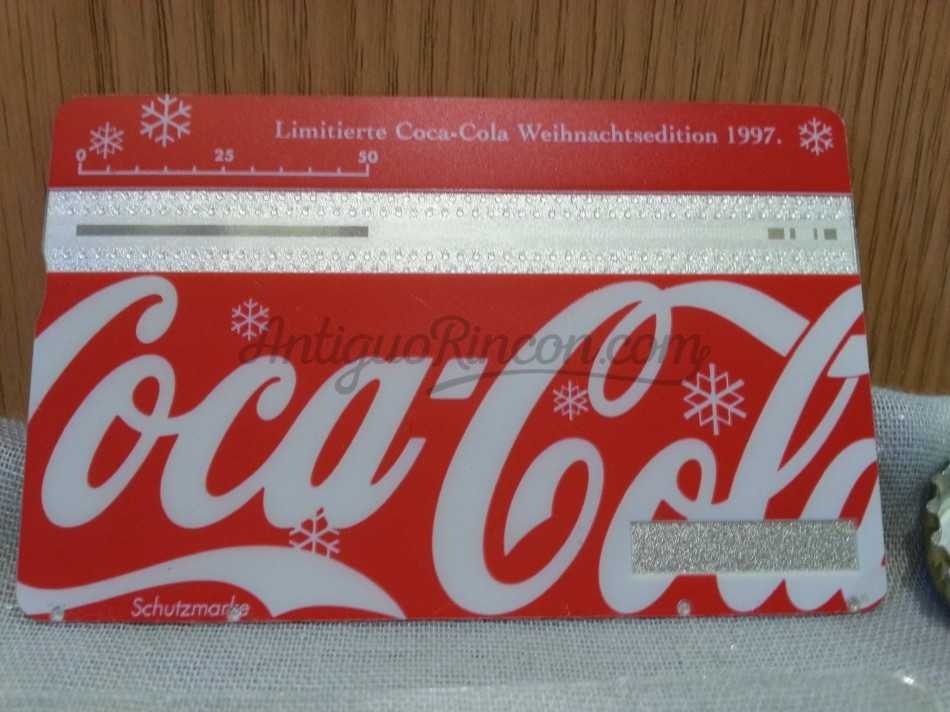 Limitierte Coca-Cola Weihnachtsedition 1997.
0 25 50
AntiguoRincon.com
Coca-Cola
Schutzmarke